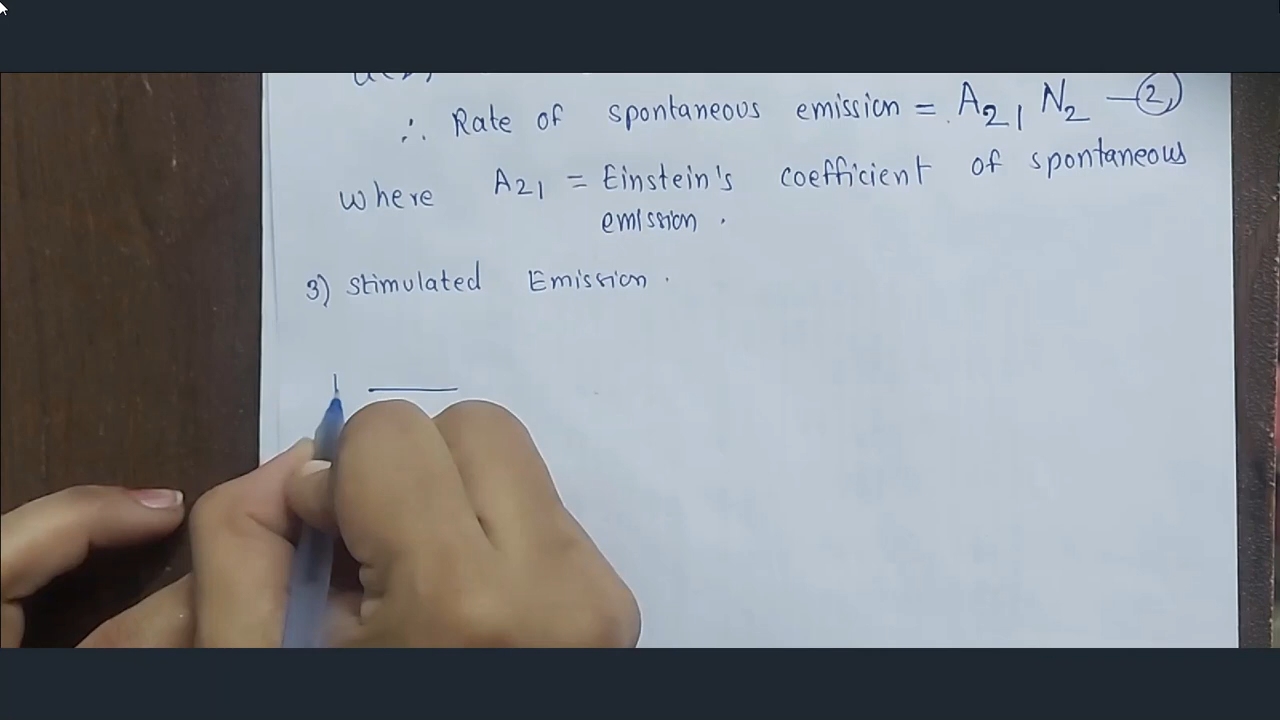 ∴ Rate of spontaneous emission = A₂₁ N₂ —②
where A₂₁ = Einstein's coefficient of spontaneous
emission.
3) Stimulated Emission.